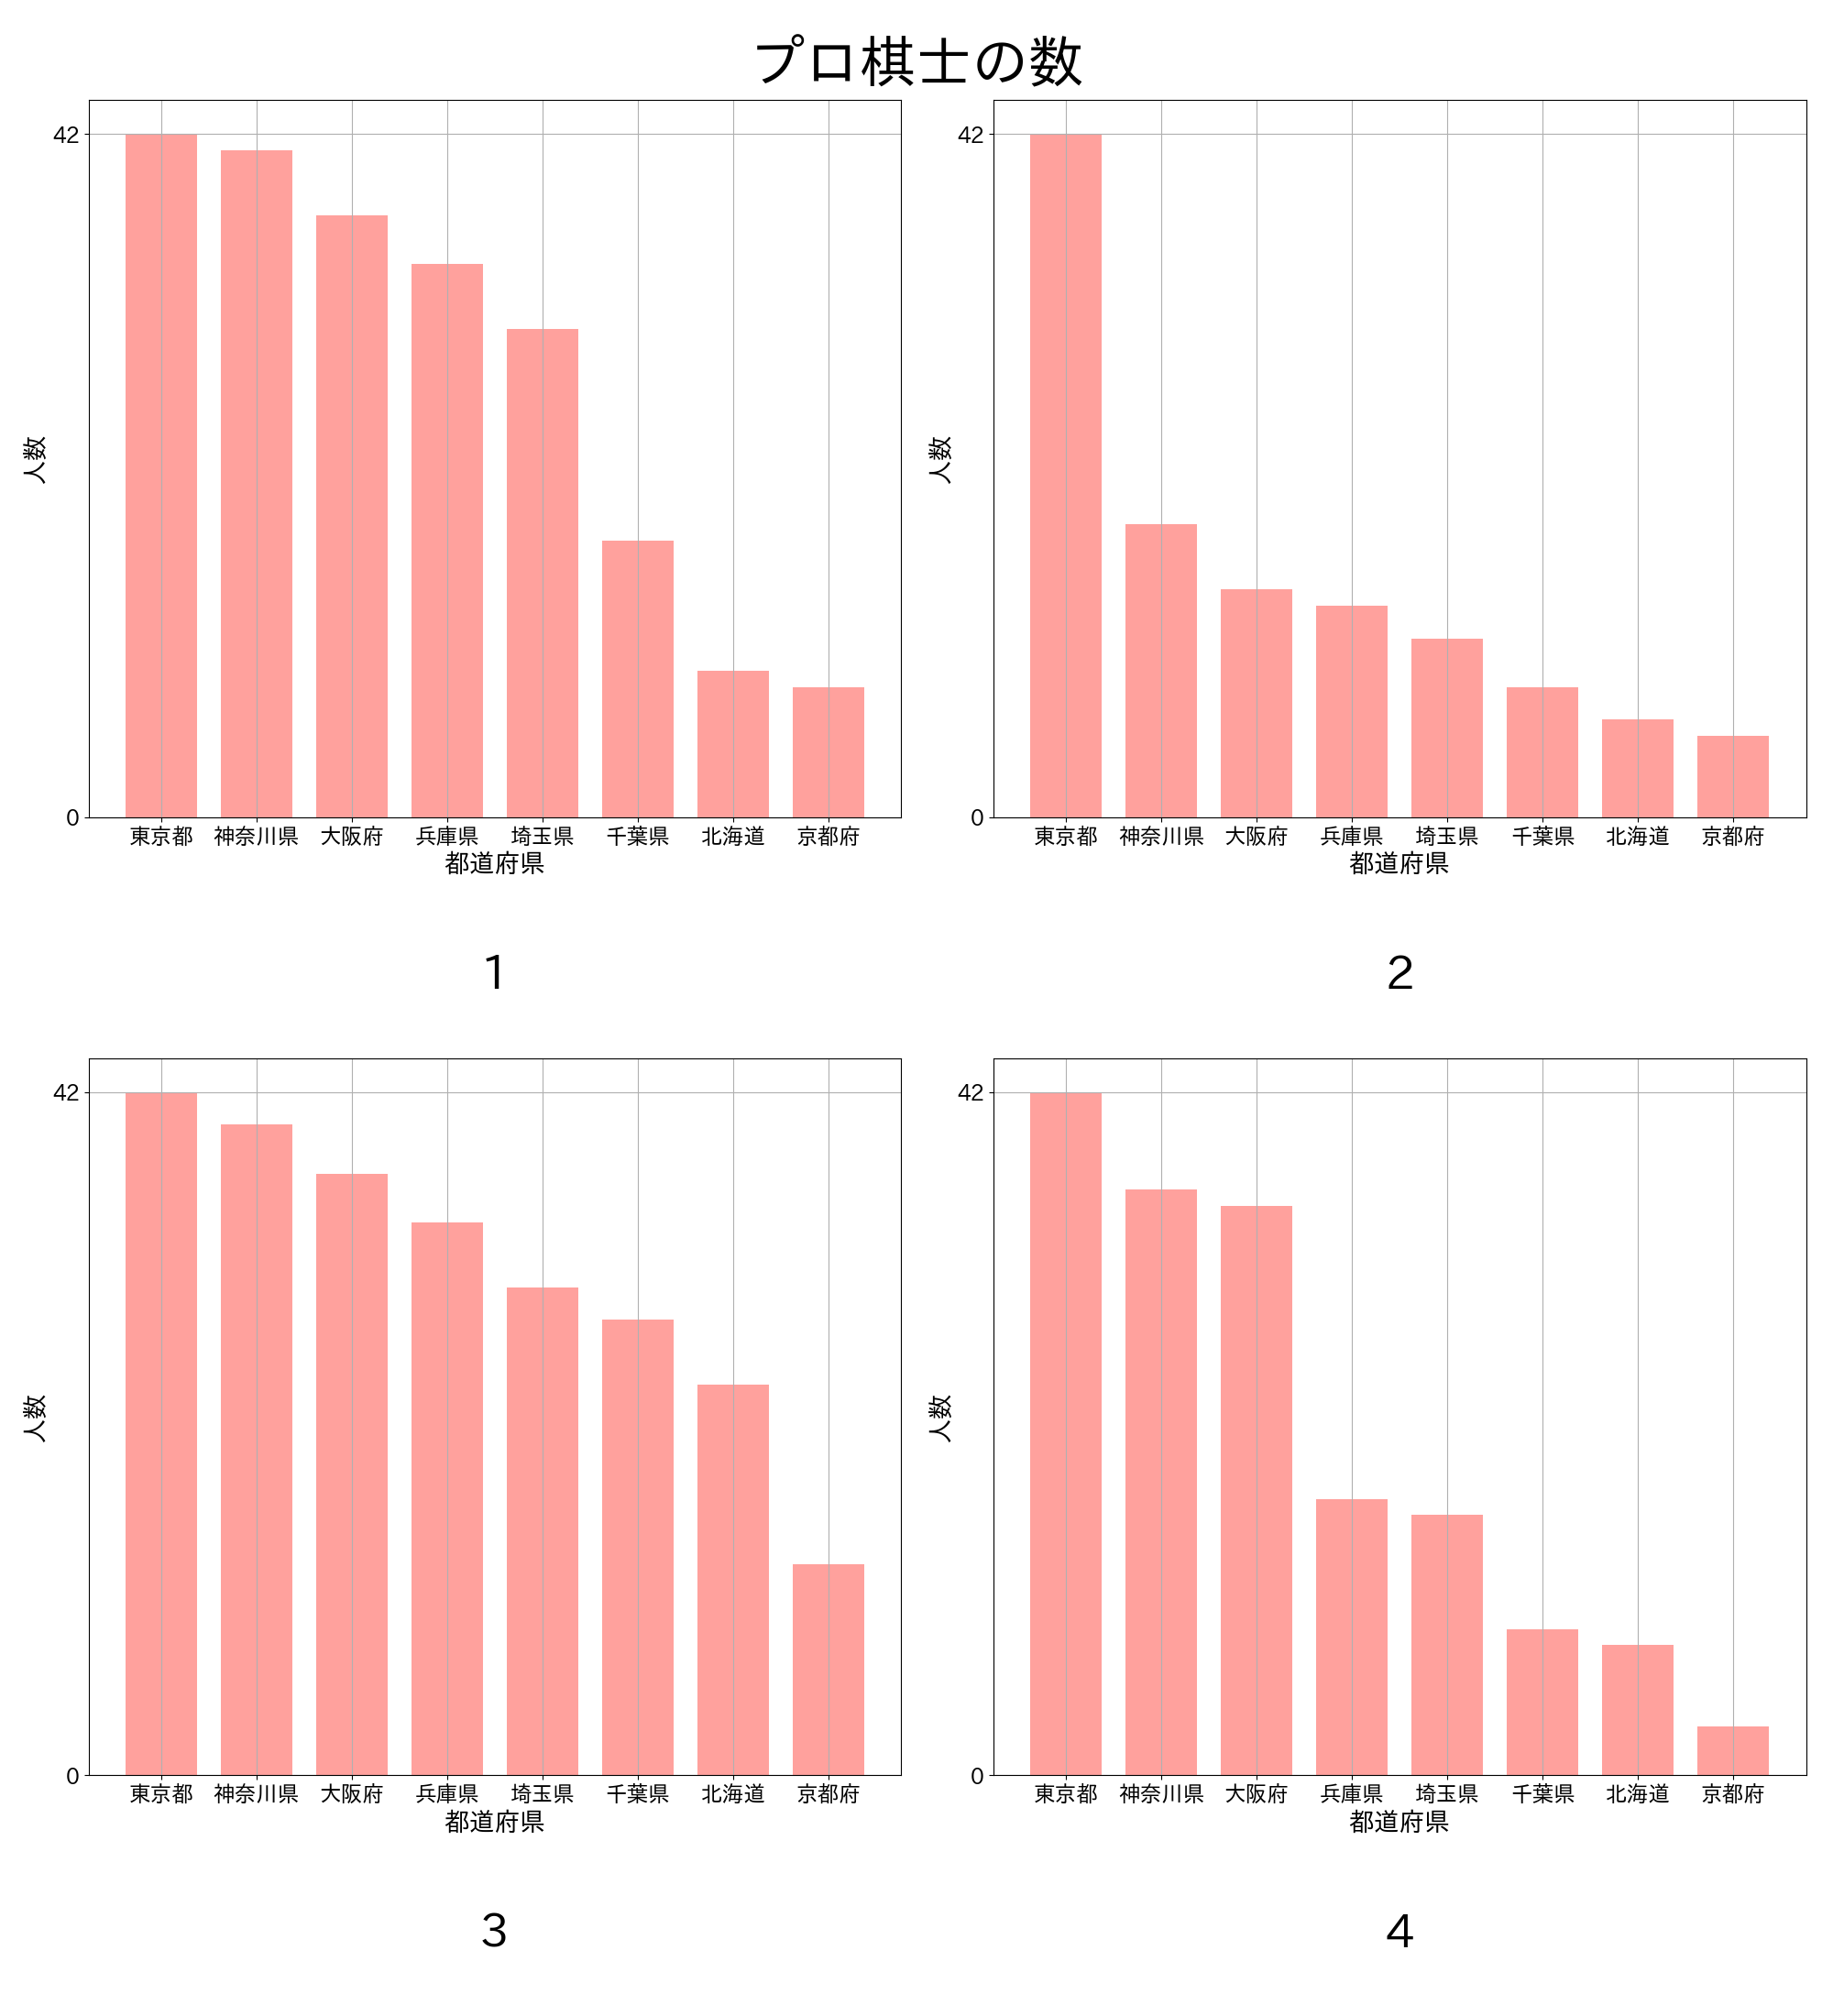 プロ棋士の数
42
0
人数
東京都 神奈川県 大阪府 兵庫県 埼玉県 千葉県 北海道 京都府
都道府県
1
42
0
人数
東京都 神奈川県 大阪府 兵庫県 埼玉県 千葉県 北海道 京都府
都道府県
2
42
0
人数
東京都 神奈川県 大阪府 兵庫県 埼玉県 千葉県 北海道 京都府
都道府県
3
42
0
人数
東京都 神奈川県 大阪府 兵庫県 埼玉県 千葉県 北海道 京都府
都道府県
4